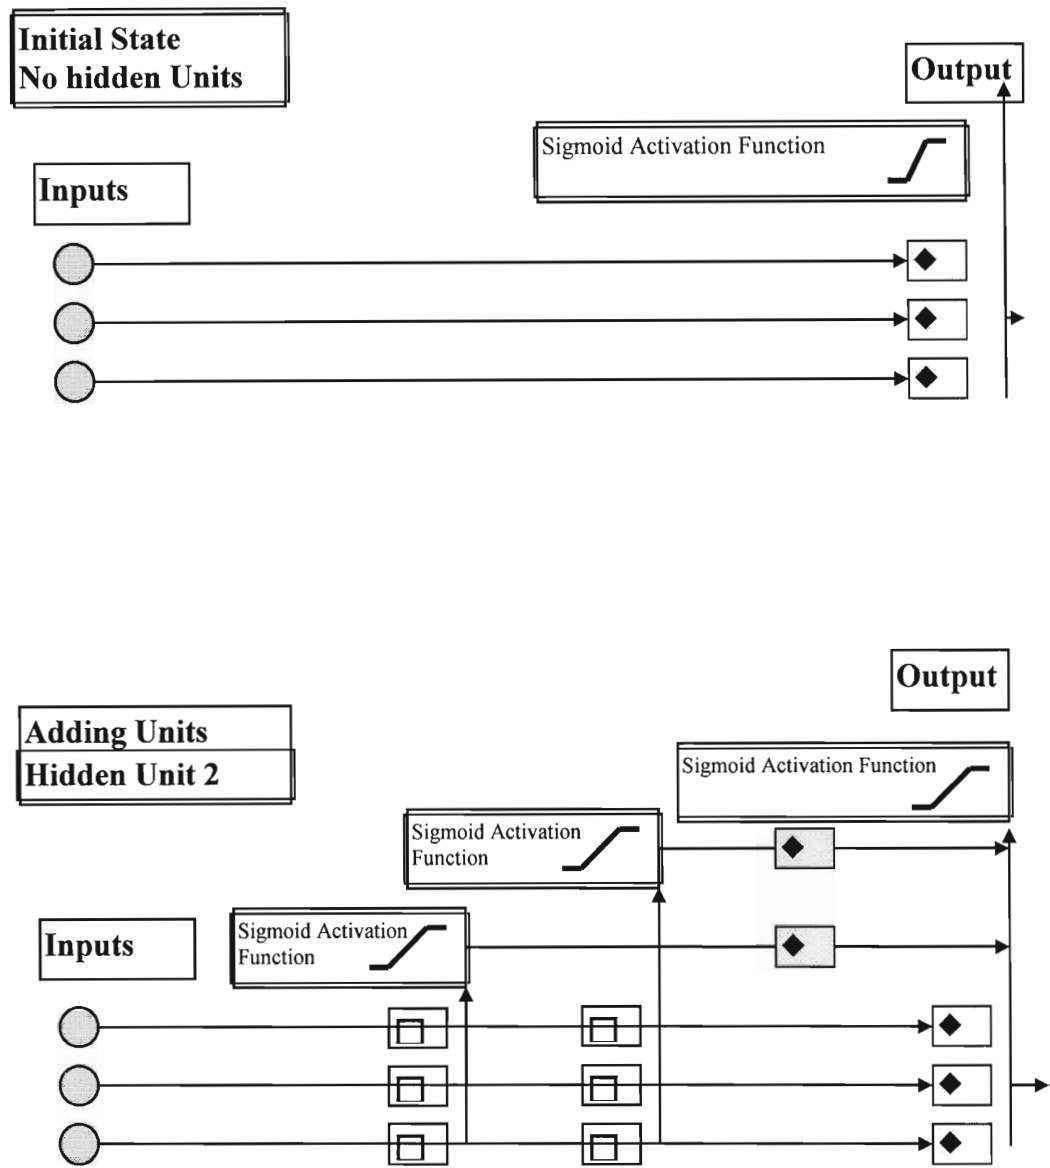 Initial State
No hidden Units
Output
Sigmoid Activation Function
Inputs
Output
Adding Units
Hidden Unit 2
Sigmoid Activation Function
Sigmoid Activation
Function
Inputs
Sigmoid Activation
Function